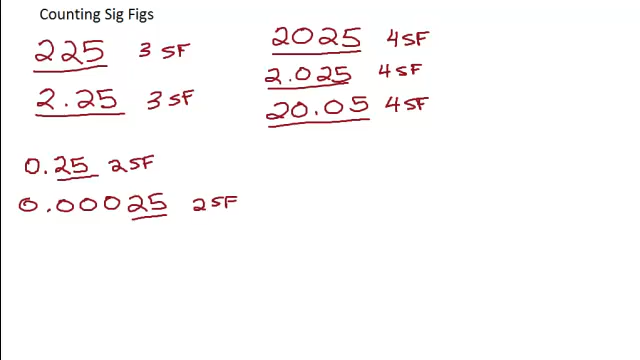 Counting Sig Figs
225 3 SF
2.25 3 SF
2025 4 SF
2.025 4 SF
20.05 4 SF
0.25 2 SF
0.00025 2 SF